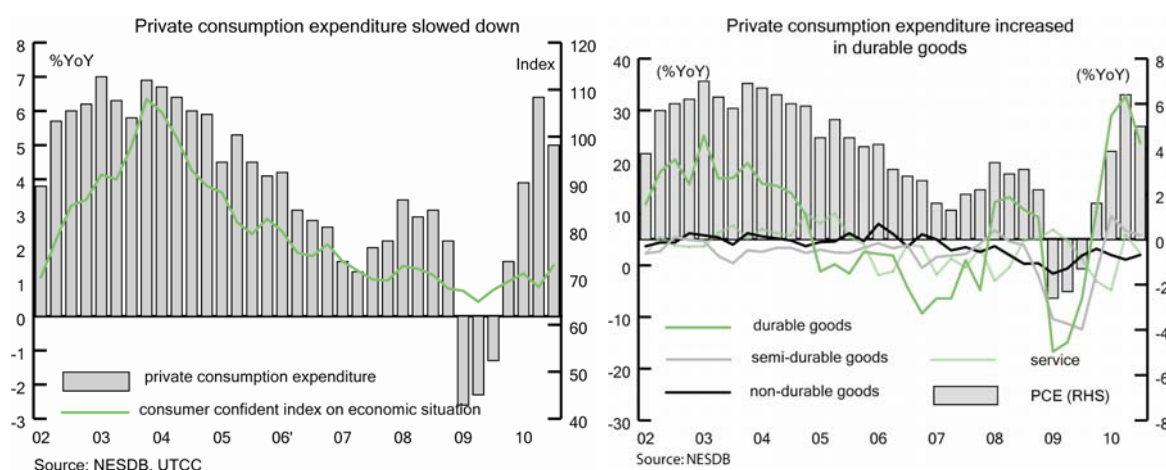 Private consumption expenditure slowed down
%YoY
Index
8
7
6
5
4
3
2
1
0
-1
-2
-3
120
110
100
90
80
70
60
50
40
private consumption expenditure
consumer confident index on economic situation
02 03 04 05 06' 07 08 09 10
Source: NESDB, UTCC
Private consumption expenditure increased
in durable goods
(%YoY)
(%YoY)
40
30
20
10
0
-10
-20
-30
8
6
4
2
0
-2
-4
-6
-8
durable goods
semi-durable goods
service
non-durable goods
PCE (RHS)
02 03 04 05 06 07 08 09 10
Source: NESDB